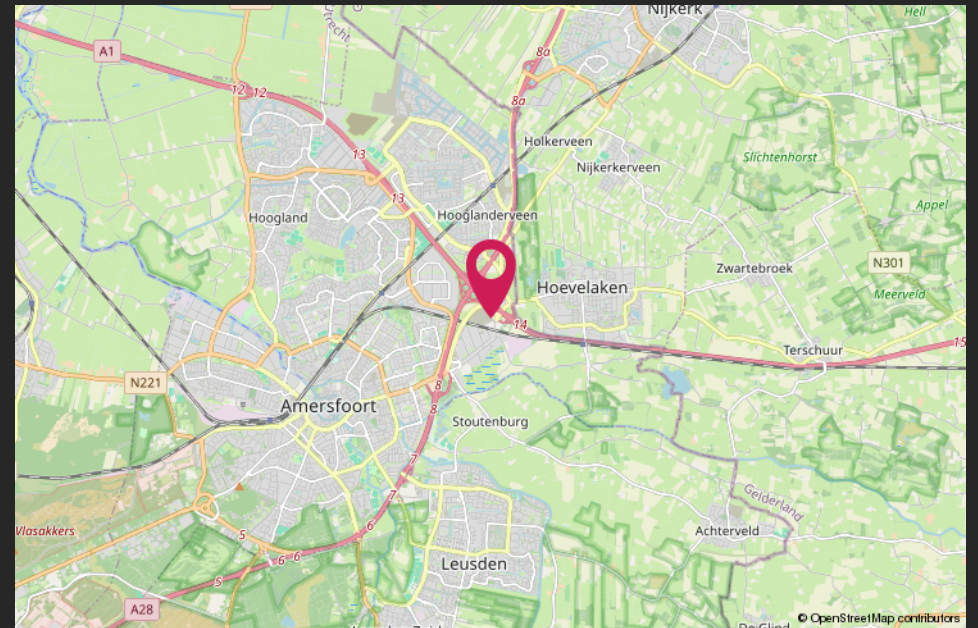 Nijkerk
Hell
Utrecht
A1
8a
12
12
8a
Holkerveen
Slichtenhorst
13
Nijkerkerveen
13
Appel
Hoogland
Hooglanderveen
N301
Zwartebroek
Hoevelaken
Meerveld
14
15
Terschuur
N221
8
Amersfoort
8
Stoutenburg
7
7
Gelderland
6
Vlasakkers
5
6
6
Achterveld
Leusden
5
A28
© OpenStreetMap contributors